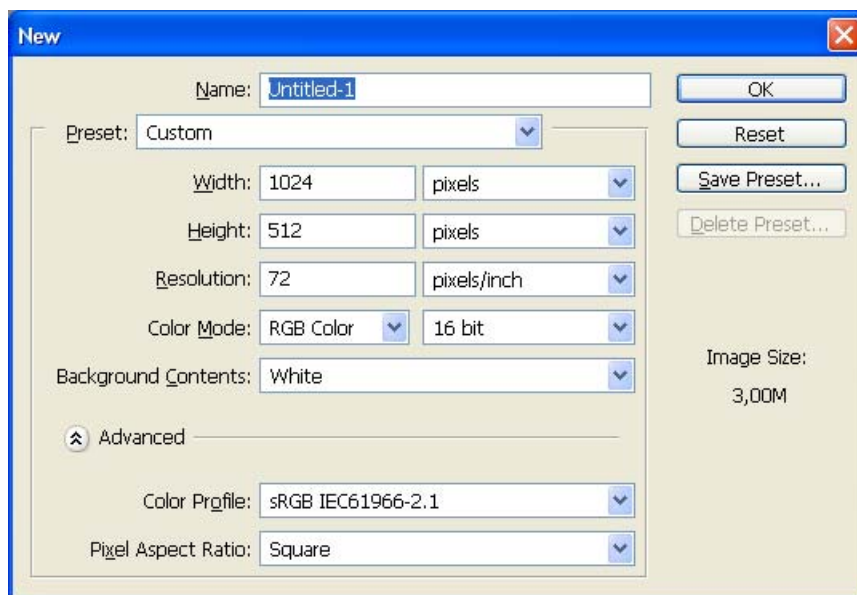 New
Name: Untitled-1
OK
Preset: Custom
Reset
Width: 1024 pixels
Save Preset...
Height: 512 pixels
Delete Preset...
Resolution: 72 pixels/inch
Color Mode: RGB Color 16 bit
Image Size:
Background Contents: White
3,00M
Advanced
Color Profile: sRGB IEC61966-2.1
Pixel Aspect Ratio: Square